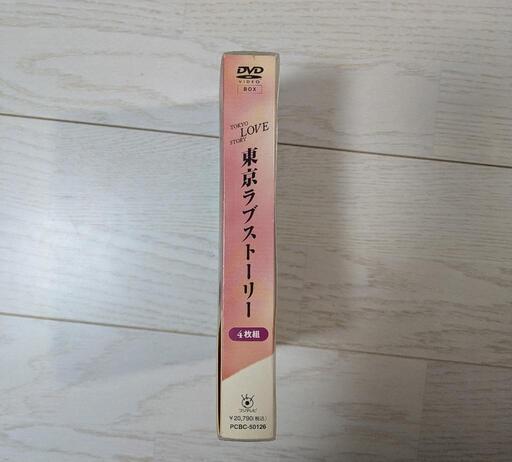 DVD
VIDEO
BOX
TOKYO
LOVE
STORY
東京ラブストーリー
4枚組
フジテレビ
¥20,790(税込)
PCBC-50126